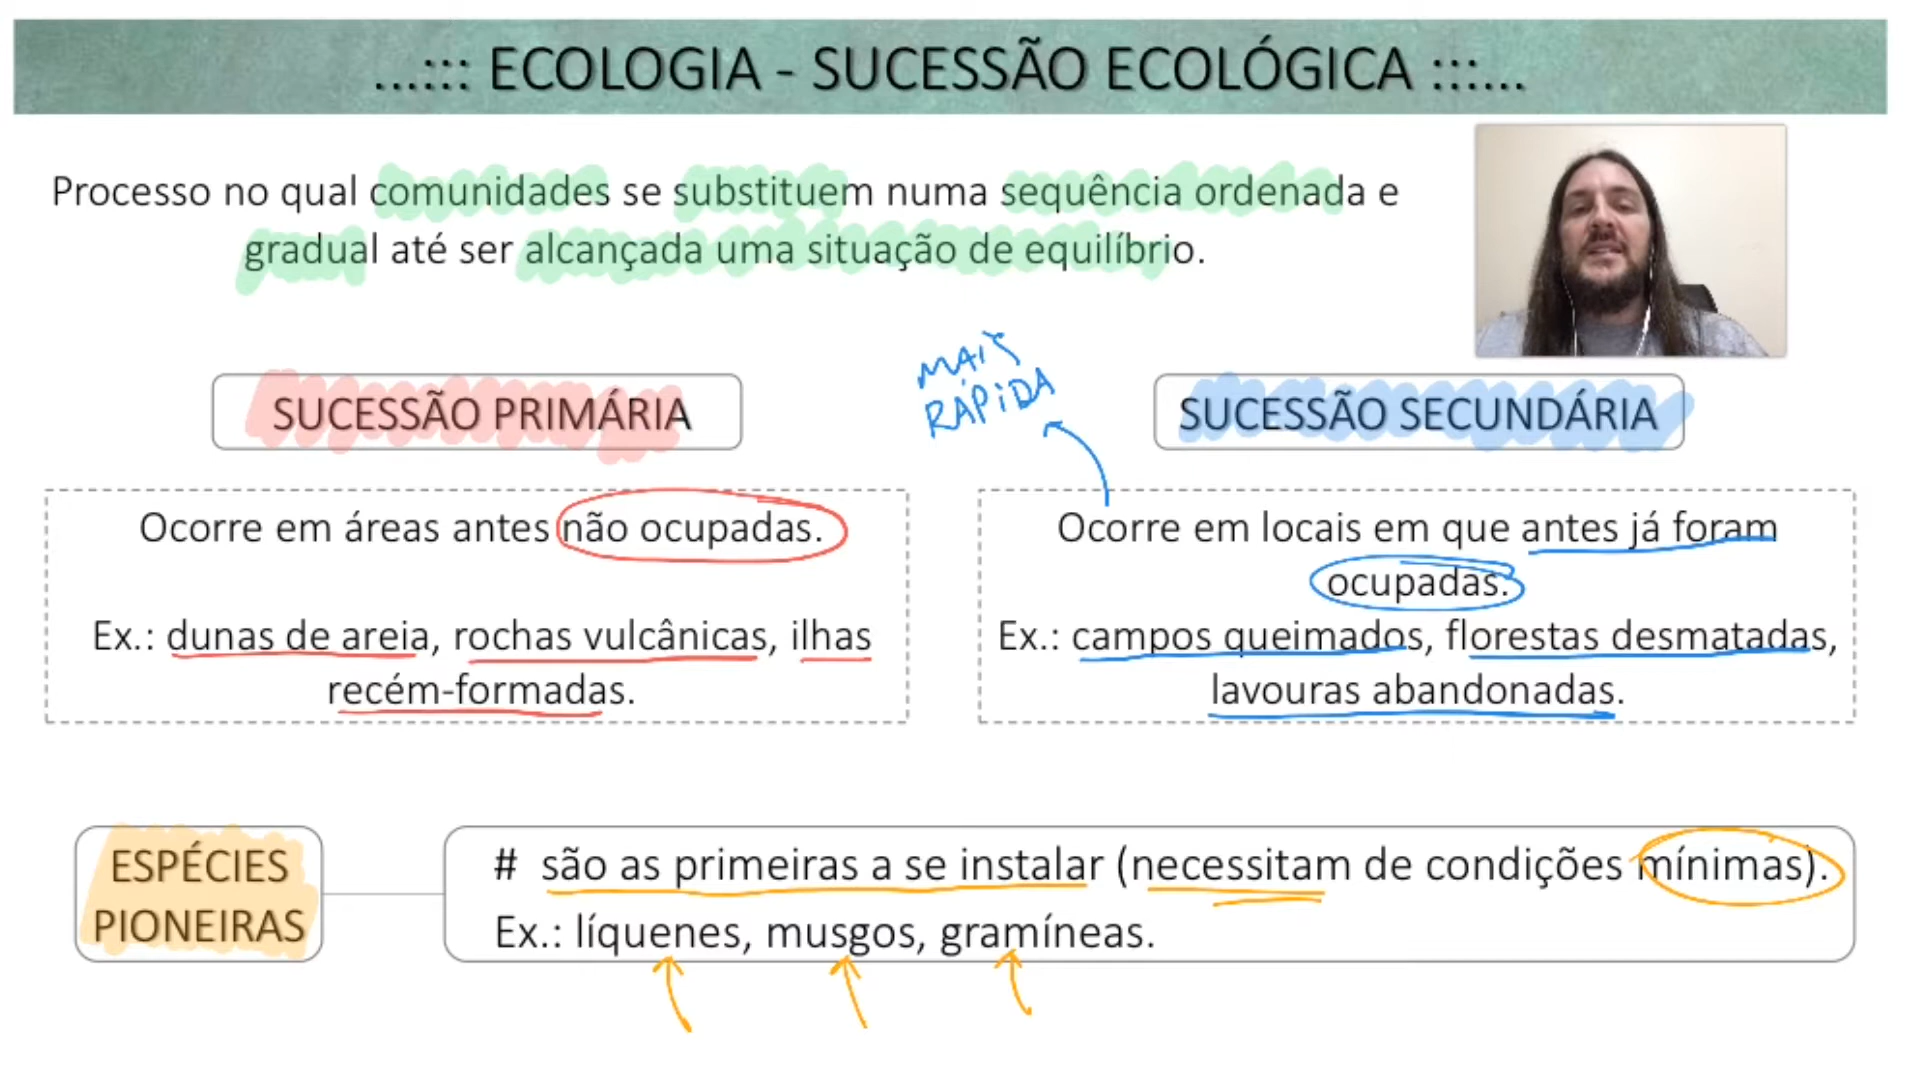 ...::: ECOLOGIA - SUCESSÃO ECOLÓGICA :::...
Processo no qual comunidades se substituem numa sequência ordenada e
gradual até ser alcançada uma situação de equilíbrio.
SUCESSÃO PRIMÁRIA
Ocorre em áreas antes não ocupadas.
Ex.: dunas de areia, rochas vulcânicas, ilhas
recém-formadas.
MAIS
RÁPIDA
SUCESSÃO SECUNDÁRIA
Ocorre em locais em que antes já foram
ocupadas.
Ex.: campos queimados, florestas desmatadas,
lavouras abandonadas.
ESPÉCIES
PIONEIRAS
# são as primeiras a se instalar (necessitam de condições mínimas).
Ex.: líquenes, musgos, gramíneas.